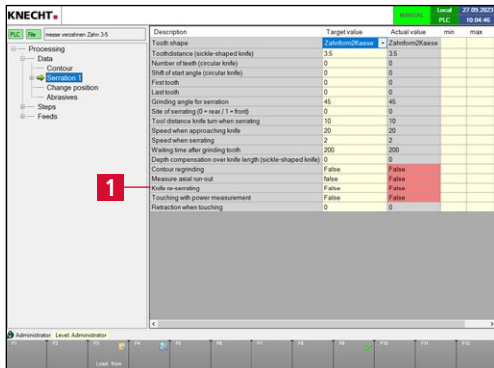 KNECHT
MANUAL
Local
PLC
27.09.2023
10:04:46
PLC File messe verzahnen Zahn 3-5
Processing
Data
Contour
Serration 1
Change position
Abrasives
Steps
Feeds
Description Target value Actual value min max
Tooth shape Zahnform2Kaese Zahnform2Kaese
Toothdistance (sickle-shaped knife) 3.5 3.5
Number of teeth (circular knife) 0 0
Shift of start angle (circular knife) 0 0
First tooth 0 0
Last tooth 0 0
Grinding angle for serration 45 45
Site of serrating (0 = rear / 1 = front) 0 0
Tool distance knife turn when serrating 10 10
Speed when approaching knife 20 20
Speed when serrating 2 2
Waiting time after grinding tooth 200 200
Depth compensation over knife length (sickle-shaped knife) 0 0
Contour regrinding False False
Measure axial run-out false False
Knife re-serrating False False
Touching with power measurement False False
Retraction when touching 0 0
1
Administrator Level: Administrator
F1 F2 F3 F4 F5 F6 F7 F8 F9 F10 F11 F12
Load from